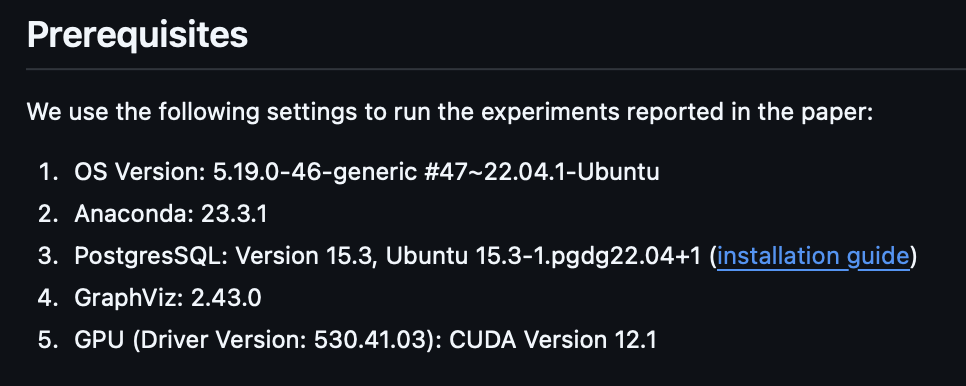 Prerequisites
We use the following settings to run the experiments reported in the paper:
1. OS Version: 5.19.0-46-generic #47~22.04.1-Ubuntu
2. Anaconda: 23.3.1
3. PostgresSQL: Version 15.3, Ubuntu 15.3-1.pgdg22.04+1 (installation guide)
4. GraphViz: 2.43.0
5. GPU (Driver Version: 530.41.03): CUDA Version 12.1